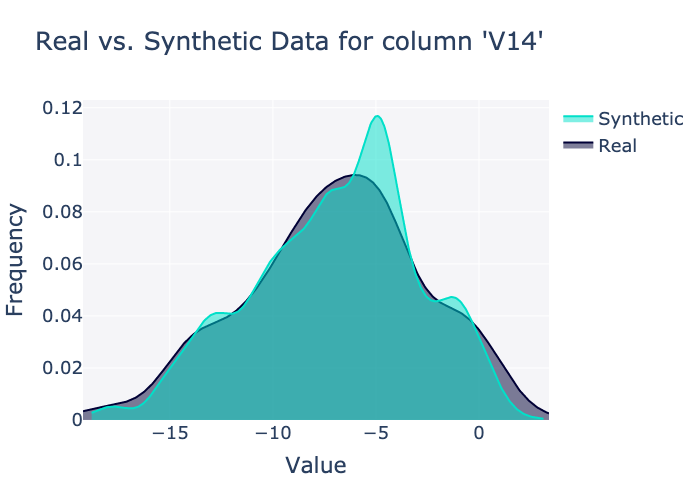 Real vs. Synthetic Data for column 'V14'
Synthetic
Real
0.12
0.1
0.08
0.06
0.04
0.02
0
−15
−10
−5
0
Frequency
Value